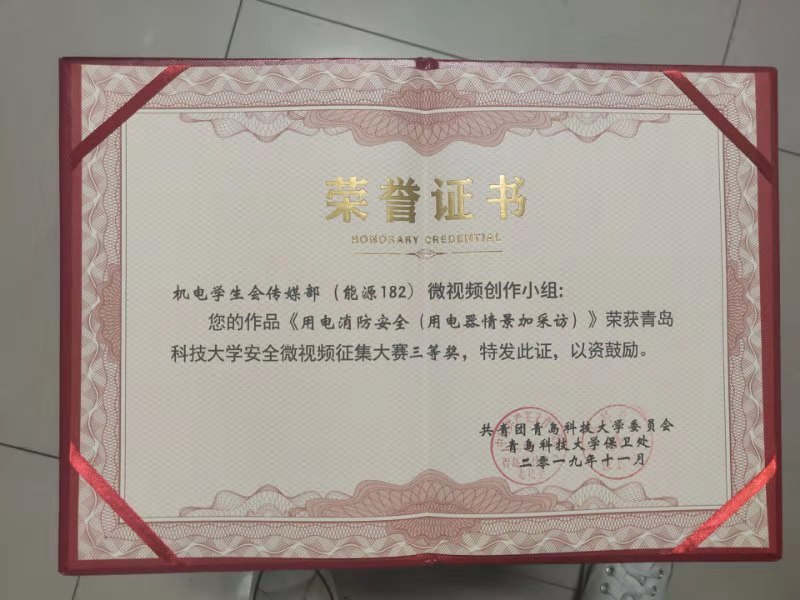 荣誉证书
HONORARY CREDENTIAL
机电学生会传媒部（能源182）微视频创作小组:
您的作品《用电消防安全（用电器情景加采访）》荣获青岛
科技大学安全微视频征集大赛三等奖，特发此证，以资鼓励。
共青团青岛科技大学委员会
青岛科技大学保卫处
二零一九年十一月